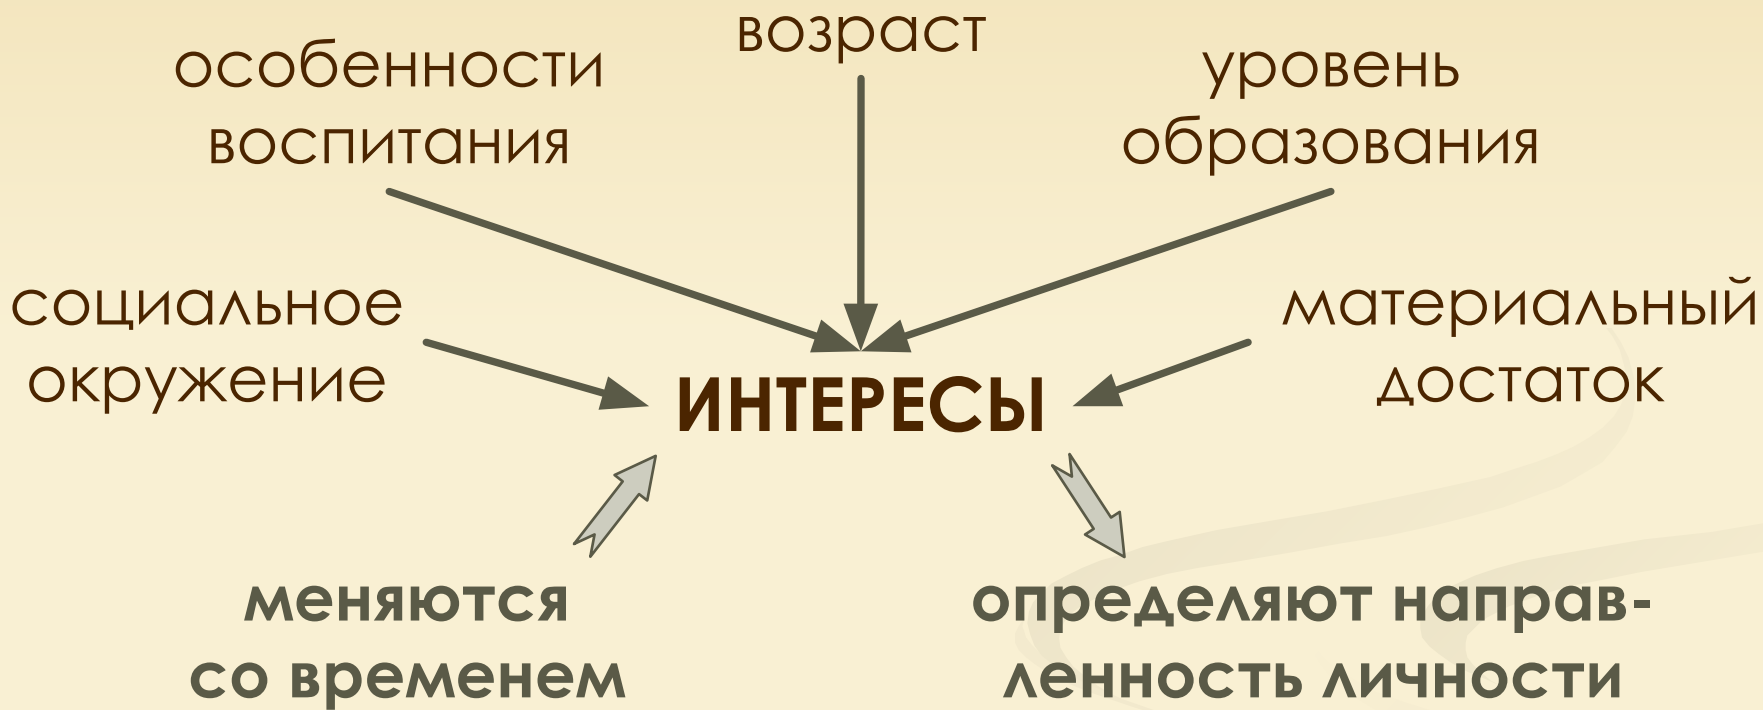 возраст
особенности
воспитания
уровень
образования
социальное
окружение
материальный
достаток
ИНТЕРЕСЫ
меняются
со временем
определяют направ-
ленность личности